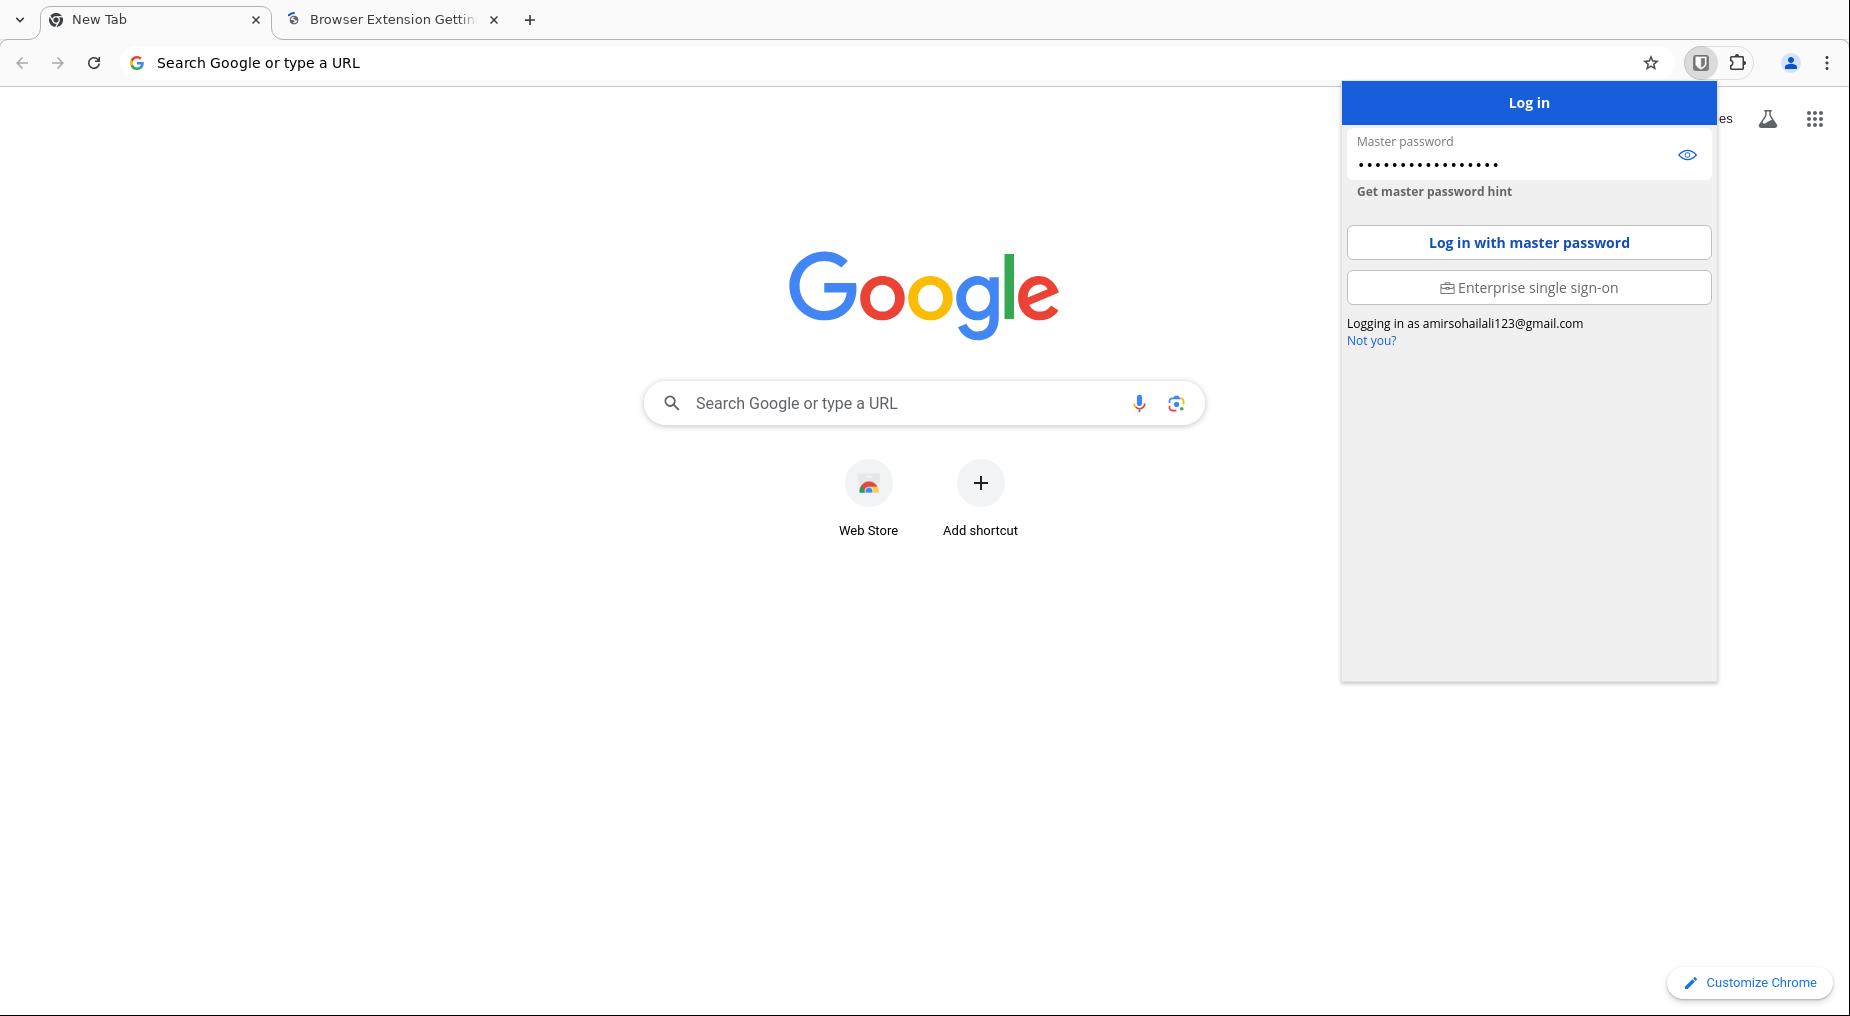 New Tab
Browser Extension Gettin
Search Google or type a URL
Log in
Master password
•••••••••••••••••
Get master password hint
Log in with master password
Enterprise single sign-on
Logging in as amirsohailali123@gmail.com
Not you?
es
Google
Search Google or type a URL
Web Store
Add shortcut
Customize Chrome